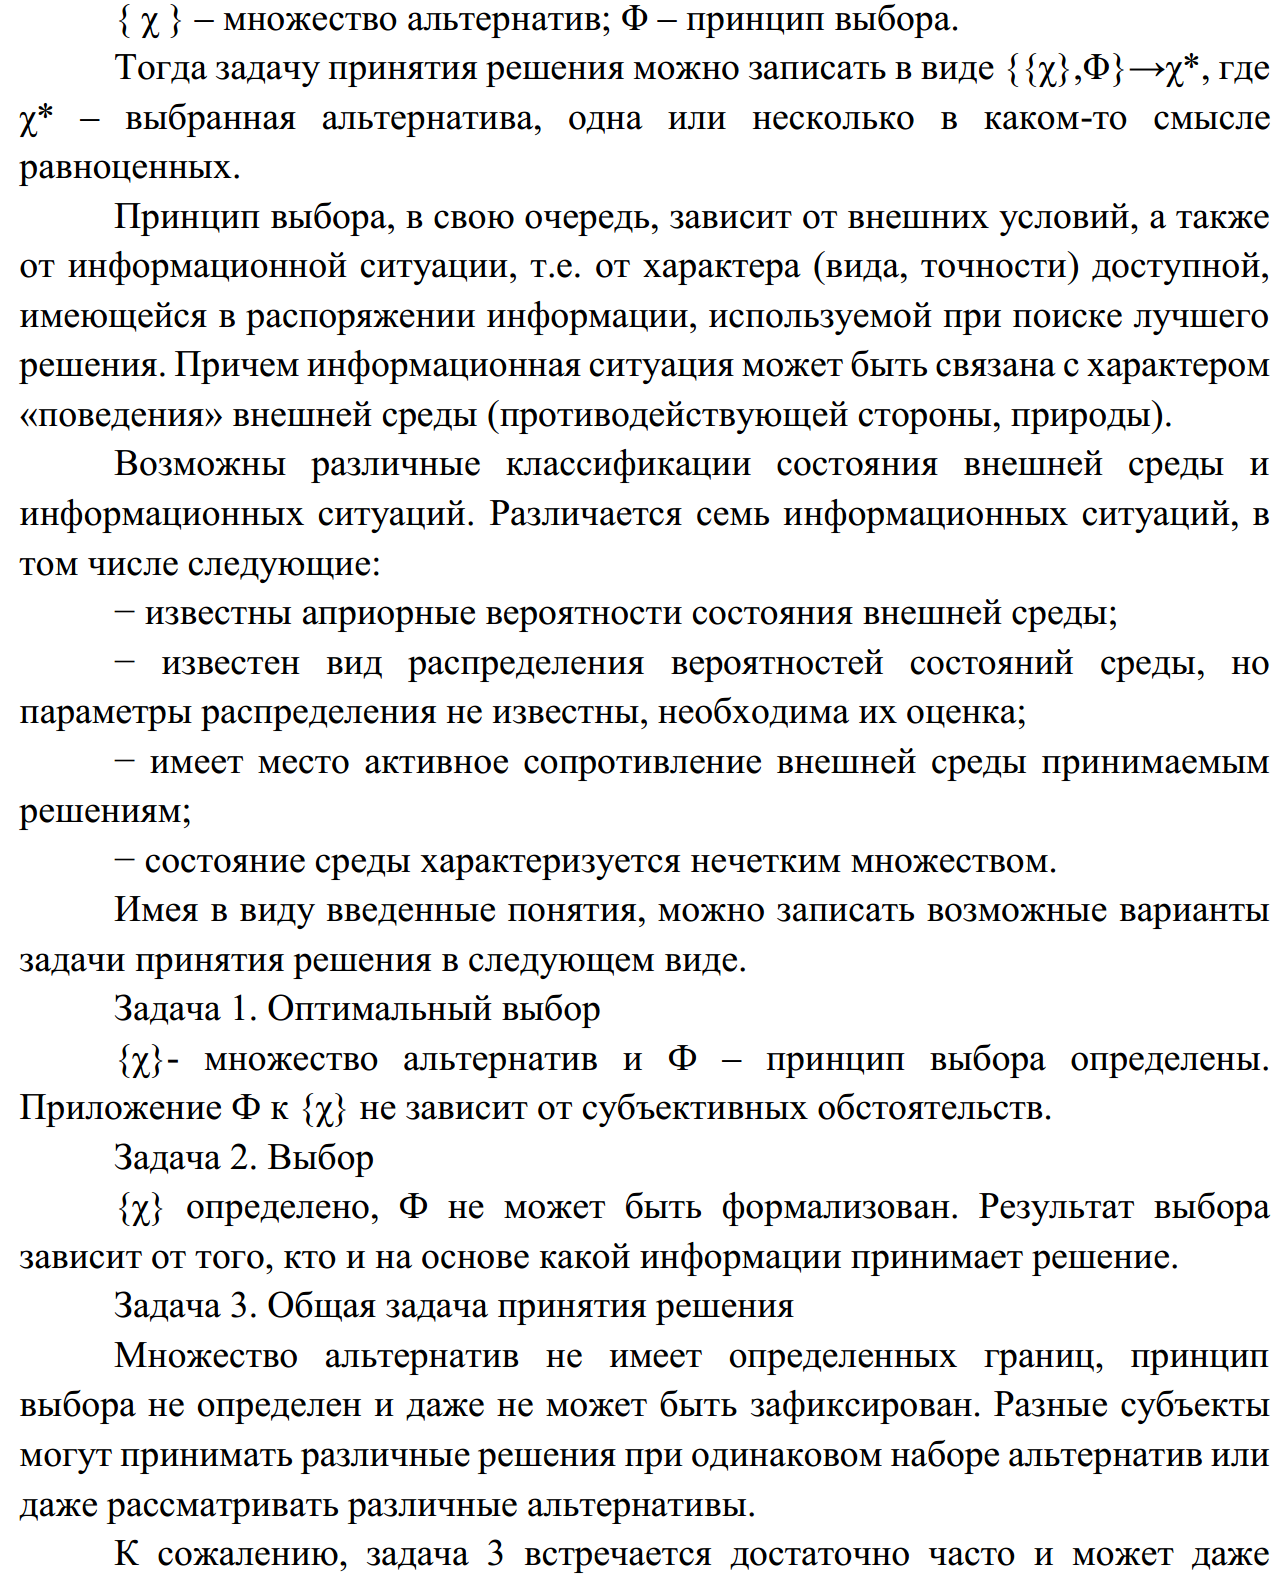 { χ } – множество альтернатив; Ф – принцип выбора.
Тогда задачу принятия решения можно записать в виде {{χ},Ф}→χ*, где
χ* – выбранная альтернатива, одна или несколько в каком-то смысле
равноценных.
Принцип выбора, в свою очередь, зависит от внешних условий, а также
от информационной ситуации, т.е. от характера (вида, точности) доступной,
имеющейся в распоряжении информации, используемой при поиске лучшего
решения. Причем информационная ситуация может быть связана с характером
«поведения» внешней среды (противодействующей стороны, природы).
Возможны различные классификации состояния внешней среды и
информационных ситуаций. Различается семь информационных ситуаций, в
том числе следующие:
− известны априорные вероятности состояния внешней среды;
− известен вид распределения вероятностей состояний среды, но
параметры распределения не известны, необходима их оценка;
− имеет место активное сопротивление внешней среды принимаемым
решениям;
− состояние среды характеризуется нечетким множеством.
Имея в виду введенные понятия, можно записать возможные варианты
задачи принятия решения в следующем виде.
Задача 1. Оптимальный выбор
{χ}- множество альтернатив и Ф – принцип выбора определены.
Приложение Ф к {χ} не зависит от субъективных обстоятельств.
Задача 2. Выбор
{χ} определено, Ф не может быть формализован. Результат выбора
зависит от того, кто и на основе какой информации принимает решение.
Задача 3. Общая задача принятия решения
Множество альтернатив не имеет определенных границ, принцип
выбора не определен и даже не может быть зафиксирован. Разные субъекты
могут принимать различные решения при одинаковом наборе альтернатив или
даже рассматривать различные альтернативы.
К сожалению, задача 3 встречается достаточно часто и может даже